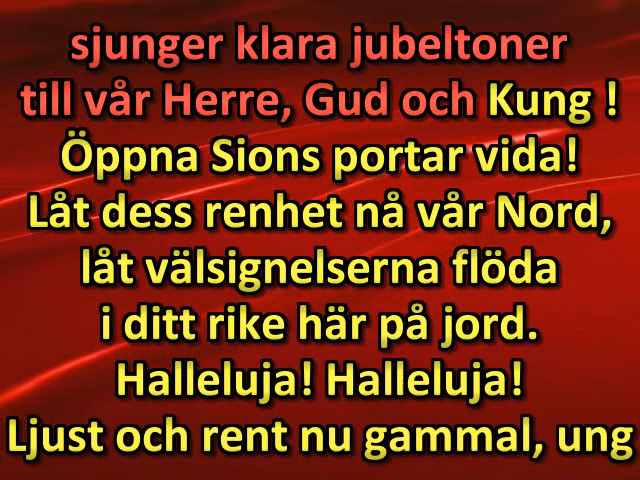 sjunger klara jubeltoner
till vår Herre, Gud och Kung !
Öppna Sions portar vida!
Låt dess renhet nå vår Nord,
låt välsignelserna flöda
i ditt rike här på jord.
Halleluja! Halleluja!
Ljust och rent nu gammal, ung